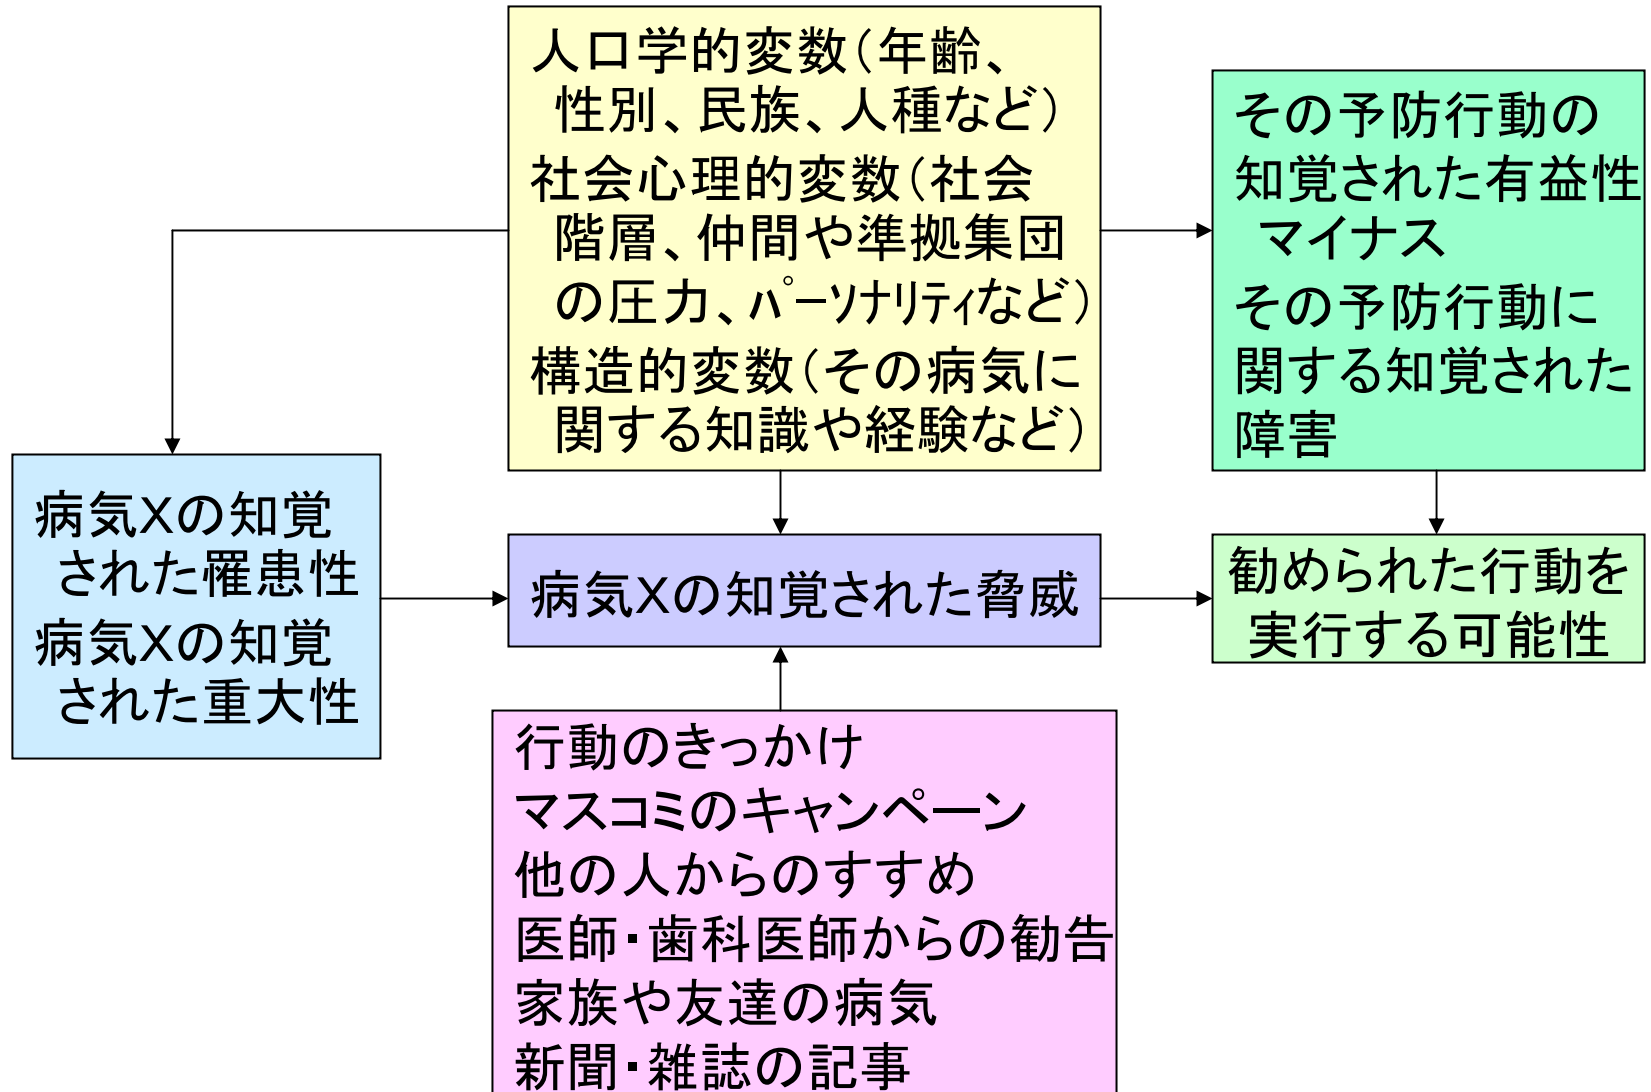 人口学的変数(年齢、
性別、民族、人種など)
社会心理的変数(社会
階層、仲間や準拠集団
の圧力、パーソナリティなど)
構造的変数(その病気に
関する知識や経験など)
その予防行動の
知覚された有益性
マイナス
その予防行動に
関する知覚された
障害
病気Xの知覚
された罹患性
病気Xの知覚
された重大性
病気Xの知覚された脅威
勧められた行動を
実行する可能性
行動のきっかけ
マスコミのキャンペーン
他の人からのすすめ
医師・歯科医師からの勧告
家族や友達の病気
新聞・雑誌の記事